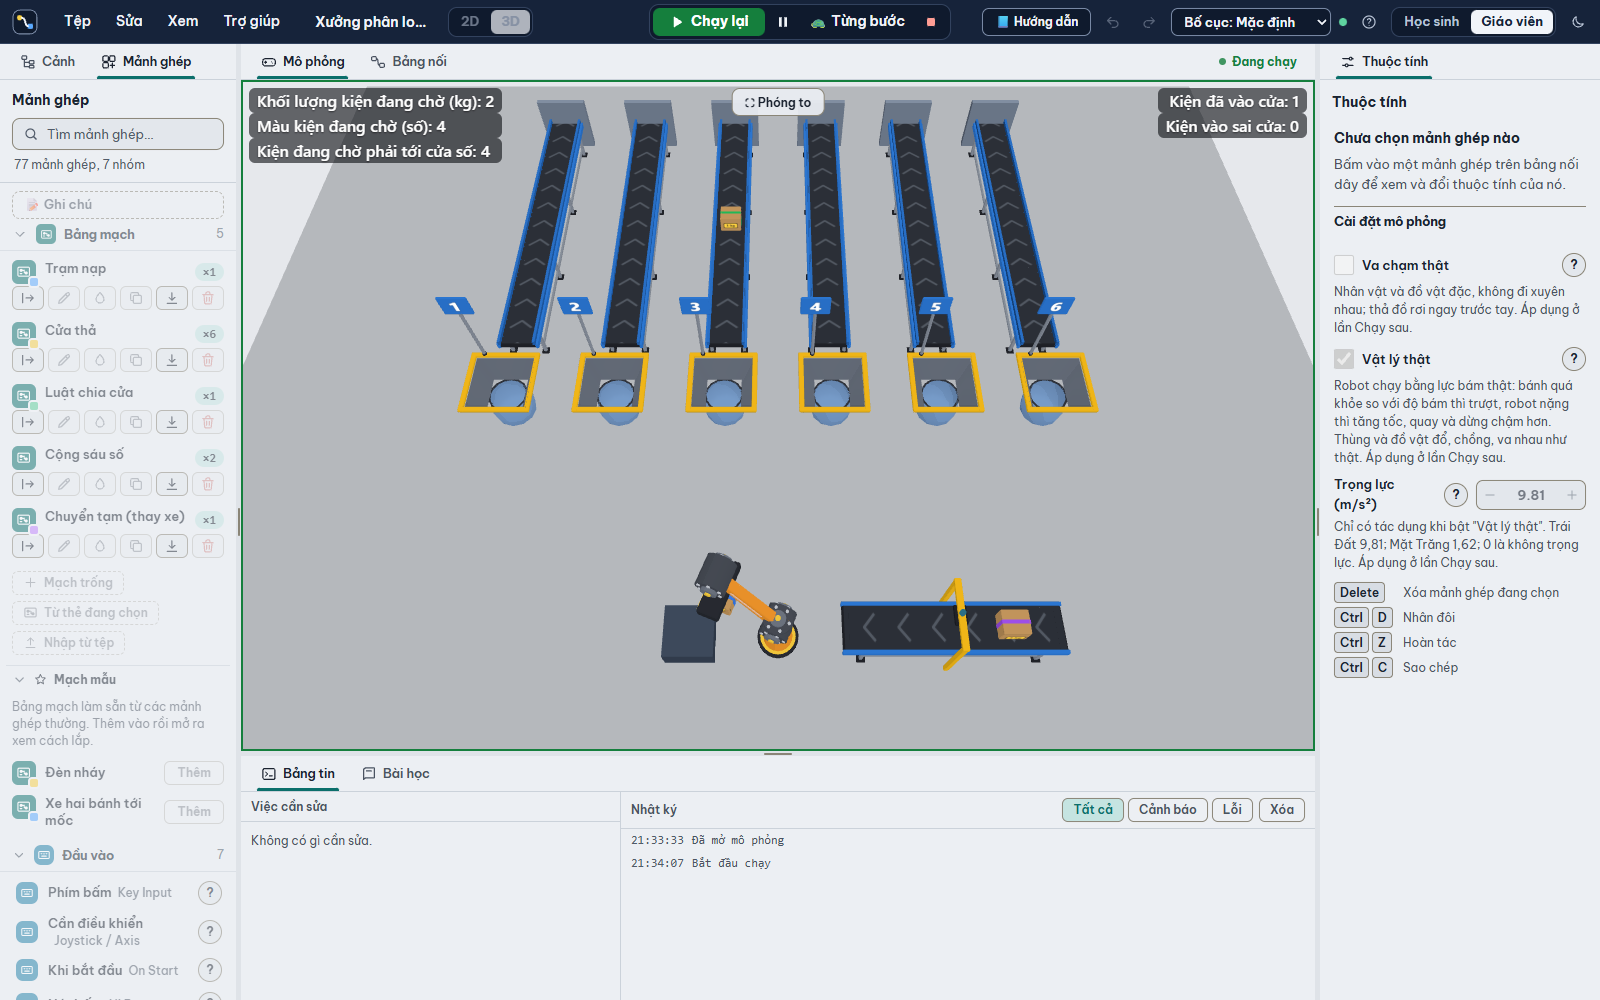 Tệp
Sửa
Xem
Trợ giúp
Xưởng phân lo...
2D
3D
Chạy lại
Từng bước
Hướng dẫn
Bố cục: Mặc định
Học sinh
Giáo viên
Cảnh
Mảnh ghép
Mô phỏng
Bảng nối
Đang chạy
Thuộc tính
Mảnh ghép
Tìm mảnh ghép...
77 mảnh ghép, 7 nhóm
Ghi chú
Bảng mạch
5
Trạm nạp
×1
Cửa thả
×6
Luật chia cửa
×1
Cộng sáu số
×2
Chuyển tạm (thay xe)
×1
Mạch trống
Từ thẻ đang chọn
Nhập từ tệp
Mạch mẫu
Bảng mạch làm sẵn từ các mảnh
ghép thường. Thêm vào rồi mở ra
xem cách lắp.
Đèn nháy
Thêm
Xe hai bánh tới
mốc
Thêm
Đầu vào
7
Phím bấm Key Input
?
Cần điều khiển
Joystick / Axis
?
Khi bắt đầu On Start
?
Khối lượng kiện đang chờ (kg): 2
Màu kiện đang chờ (số): 4
Kiện đang chờ phải tới cửa số: 4
Phóng to
Kiện đã vào cửa: 1
Kiện vào sai cửa: 0
1
2
3
4
5
6
Bảng tin
Bài học
Việc cần sửa
Không có gì cần sửa.
Nhật ký
Tất cả
Cảnh báo
Lỗi
Xóa
21:33:33 Đã mở mô phỏng
21:34:07 Bắt đầu chạy
Thuộc tính
Chưa chọn mảnh ghép nào
Bấm vào một mảnh ghép trên bảng nối
dây để xem và đổi thuộc tính của nó.
Cài đặt mô phỏng
Va chạm thật
?
Nhân vật và đồ vật đặc, không đi xuyên
nhau; thả đồ rơi ngay trước tay. Áp dụng ở
lần Chạy sau.
Vật lý thật
?
Robot chạy bằng lực bám thật: bánh quá
khỏe so với độ bám thì trượt, robot nặng
thì tăng tốc, quay và dừng chậm hơn.
Thùng và đồ vật đổ, chồng, va nhau như
thật. Áp dụng ở lần Chạy sau.
Trọng lực
(m/s²)
?
− 9.81 +
Chỉ có tác dụng khi bật "Vật lý thật". Trái
Đất 9,81; Mặt Trăng 1,62; 0 là không trọng
lực. Áp dụng ở lần Chạy sau.
Delete Xóa mảnh ghép đang chọn
Ctrl D Nhân đôi
Ctrl Z Hoàn tác
Ctrl C Sao chép